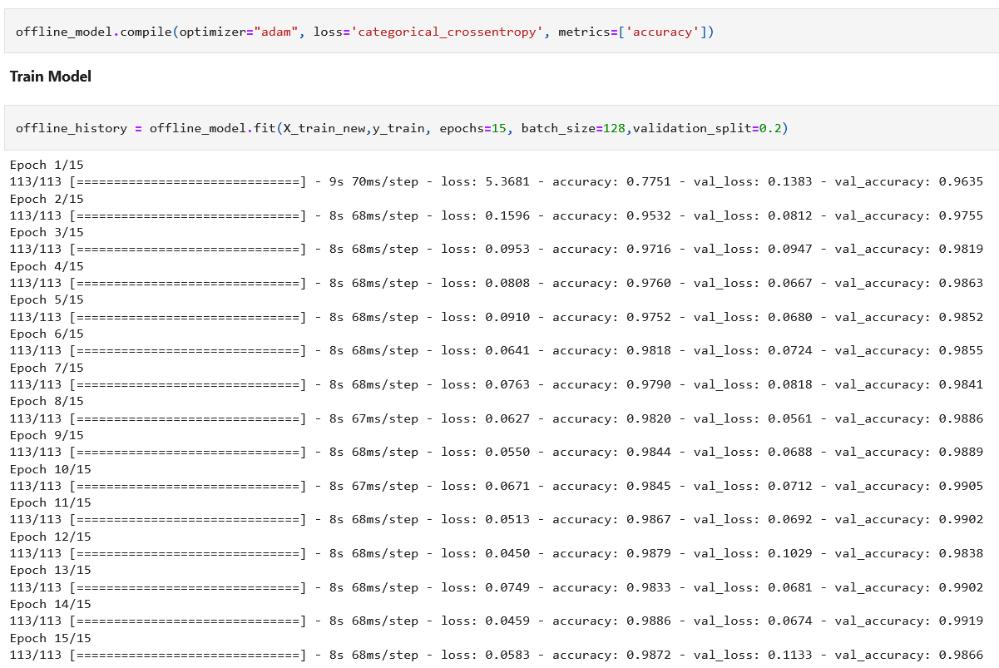 offline_model.compile(optimizer="adam", loss='categorical_crossentropy', metrics=['accuracy'])
Train Model
offline_history = offline_model.fit(X_train_new,y_train, epochs=15, batch_size=128,validation_split=0.2)
Epoch 1/15
113/113 [==============================] - 9s 70ms/step - loss: 5.3681 - accuracy: 0.7751 - val_loss: 0.1383 - val_accuracy: 0.9635
Epoch 2/15
113/113 [==============================] - 8s 68ms/step - loss: 0.1596 - accuracy: 0.9532 - val_loss: 0.0812 - val_accuracy: 0.9755
Epoch 3/15
113/113 [==============================] - 8s 68ms/step - loss: 0.0953 - accuracy: 0.9716 - val_loss: 0.0947 - val_accuracy: 0.9819
Epoch 4/15
113/113 [==============================] - 8s 68ms/step - loss: 0.0808 - accuracy: 0.9760 - val_loss: 0.0667 - val_accuracy: 0.9863
Epoch 5/15
113/113 [==============================] - 8s 68ms/step - loss: 0.0910 - accuracy: 0.9752 - val_loss: 0.0680 - val_accuracy: 0.9852
Epoch 6/15
113/113 [==============================] - 8s 68ms/step - loss: 0.0641 - accuracy: 0.9818 - val_loss: 0.0724 - val_accuracy: 0.9855
Epoch 7/15
113/113 [==============================] - 8s 68ms/step - loss: 0.0763 - accuracy: 0.9790 - val_loss: 0.0818 - val_accuracy: 0.9841
Epoch 8/15
113/113 [==============================] - 8s 67ms/step - loss: 0.0627 - accuracy: 0.9820 - val_loss: 0.0561 - val_accuracy: 0.9886
Epoch 9/15
113/113 [==============================] - 8s 68ms/step - loss: 0.0550 - accuracy: 0.9844 - val_loss: 0.0688 - val_accuracy: 0.9889
Epoch 10/15
113/113 [==============================] - 8s 67ms/step - loss: 0.0671 - accuracy: 0.9845 - val_loss: 0.0712 - val_accuracy: 0.9905
Epoch 11/15
113/113 [==============================] - 8s 68ms/step - loss: 0.0513 - accuracy: 0.9867 - val_loss: 0.0692 - val_accuracy: 0.9902
Epoch 12/15
113/113 [==============================] - 8s 68ms/step - loss: 0.0450 - accuracy: 0.9879 - val_loss: 0.1029 - val_accuracy: 0.9838
Epoch 13/15
113/113 [==============================] - 8s 68ms/step - loss: 0.0749 - accuracy: 0.9833 - val_loss: 0.0681 - val_accuracy: 0.9902
Epoch 14/15
113/113 [==============================] - 8s 68ms/step - loss: 0.0459 - accuracy: 0.9886 - val_loss: 0.0674 - val_accuracy: 0.9919
Epoch 15/15
113/113 [==============================] - 8s 68ms/step - loss: 0.0583 - accuracy: 0.9872 - val_loss: 0.1133 - val_accuracy: 0.9866